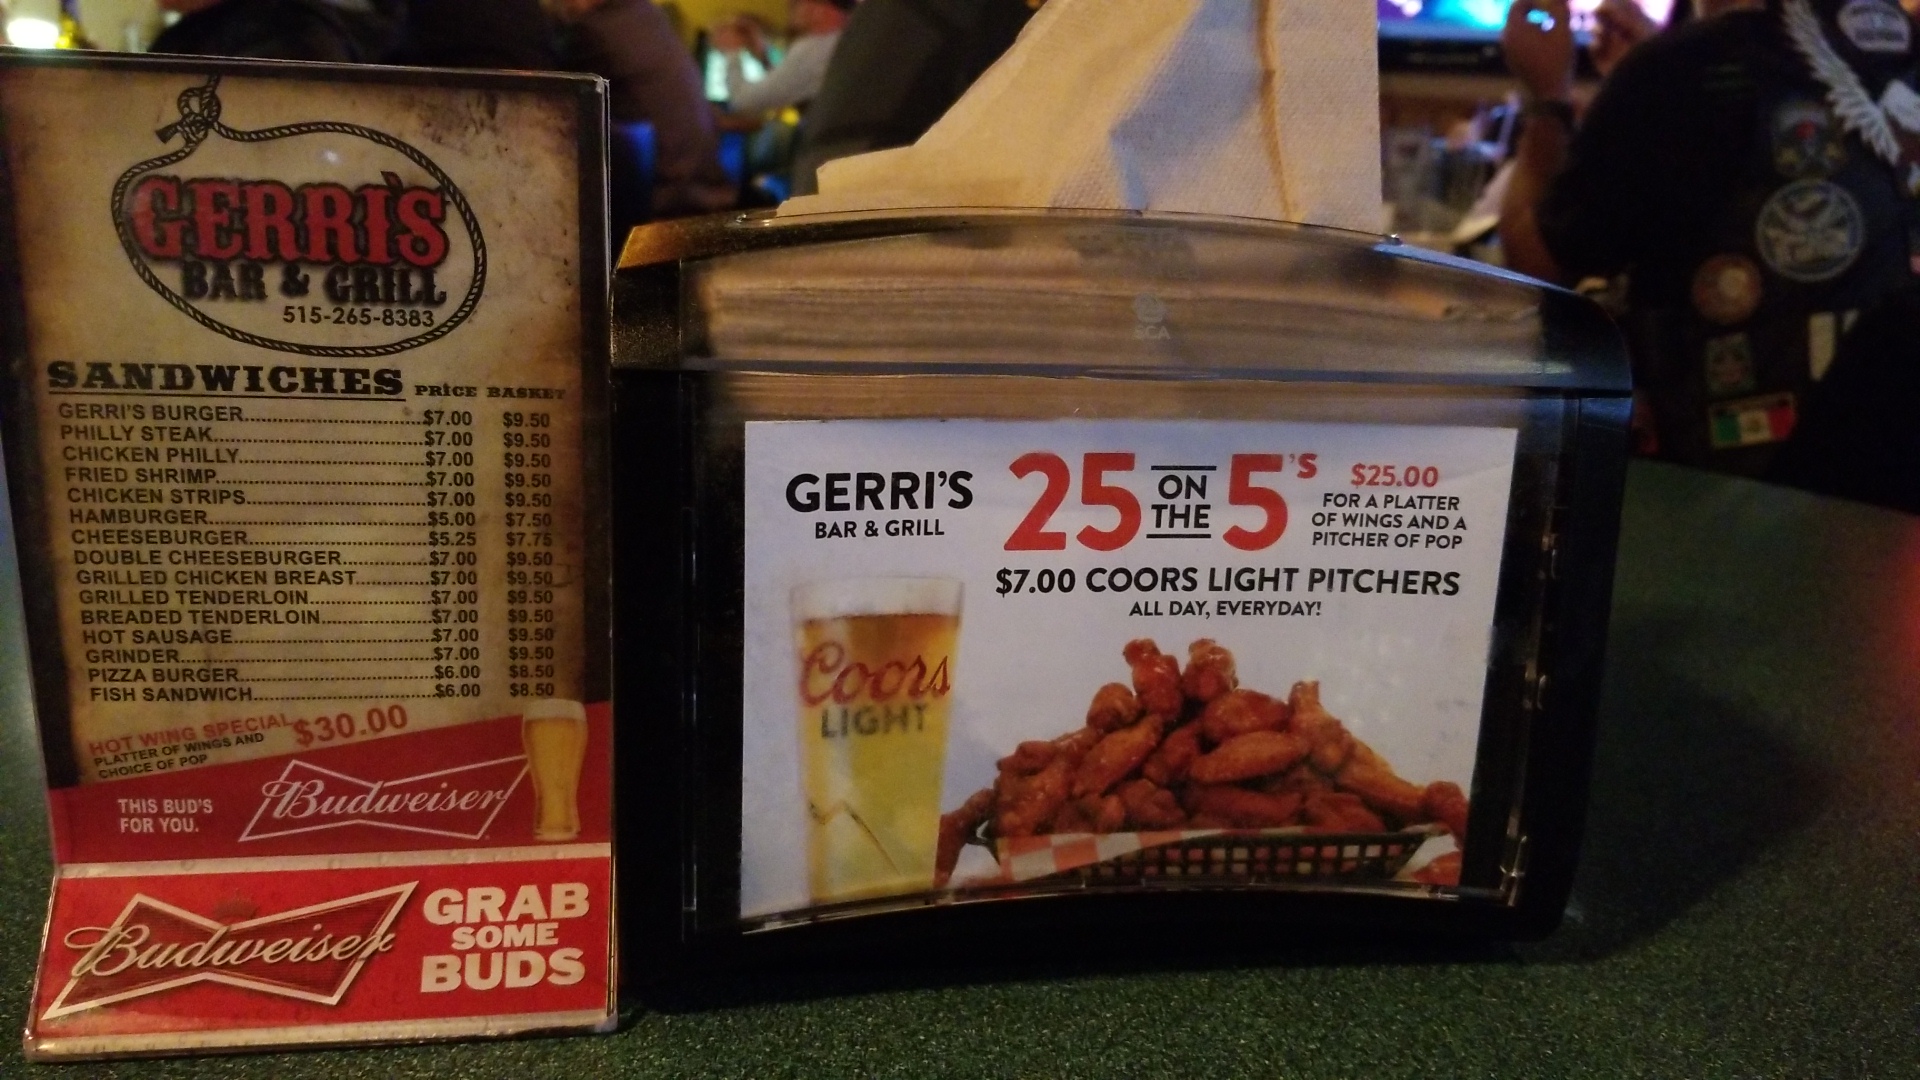 GERRI'S
BAR & GRILL
515-265-8383
SANDWICHES PRICE BASKET
GERRI'S BURGER $7.00 $9.50
PHILLY STEAK $7.00 $9.50
CHICKEN PHILLY $7.00 $9.50
FRIED SHRIMP $7.00 $9.50
CHICKEN STRIPS $7.00 $9.50
HAMBURGER $5.00 $7.50
CHEESEBURGER $5.25 $7.75
DOUBLE CHEESEBURGER $7.00 $9.50
GRILLED CHICKEN BREAST $7.00 $9.50
GRILLED TENDERLOIN $7.00 $9.50
BREADED TENDERLOIN $7.00 $9.50
HOT SAUSAGE $7.00 $9.50
GRINDER $7.00 $9.50
PIZZA BURGER $6.00 $8.50
FISH SANDWICH $6.00 $8.50
HOT WING SPECIAL $30.00
PLATTER OF WINGS AND
CHOICE OF POP
THIS BUD'S
FOR YOU.
Budweiser
Budweiser
GRAB
SOME
BUDS
SCA
GERRI'S
BAR & GRILL
25 ON THE 5'S
$25.00
FOR A PLATTER
OF WINGS AND A
PITCHER OF POP
$7.00 COORS LIGHT PITCHERS
ALL DAY, EVERYDAY!
Coors
LIGHT